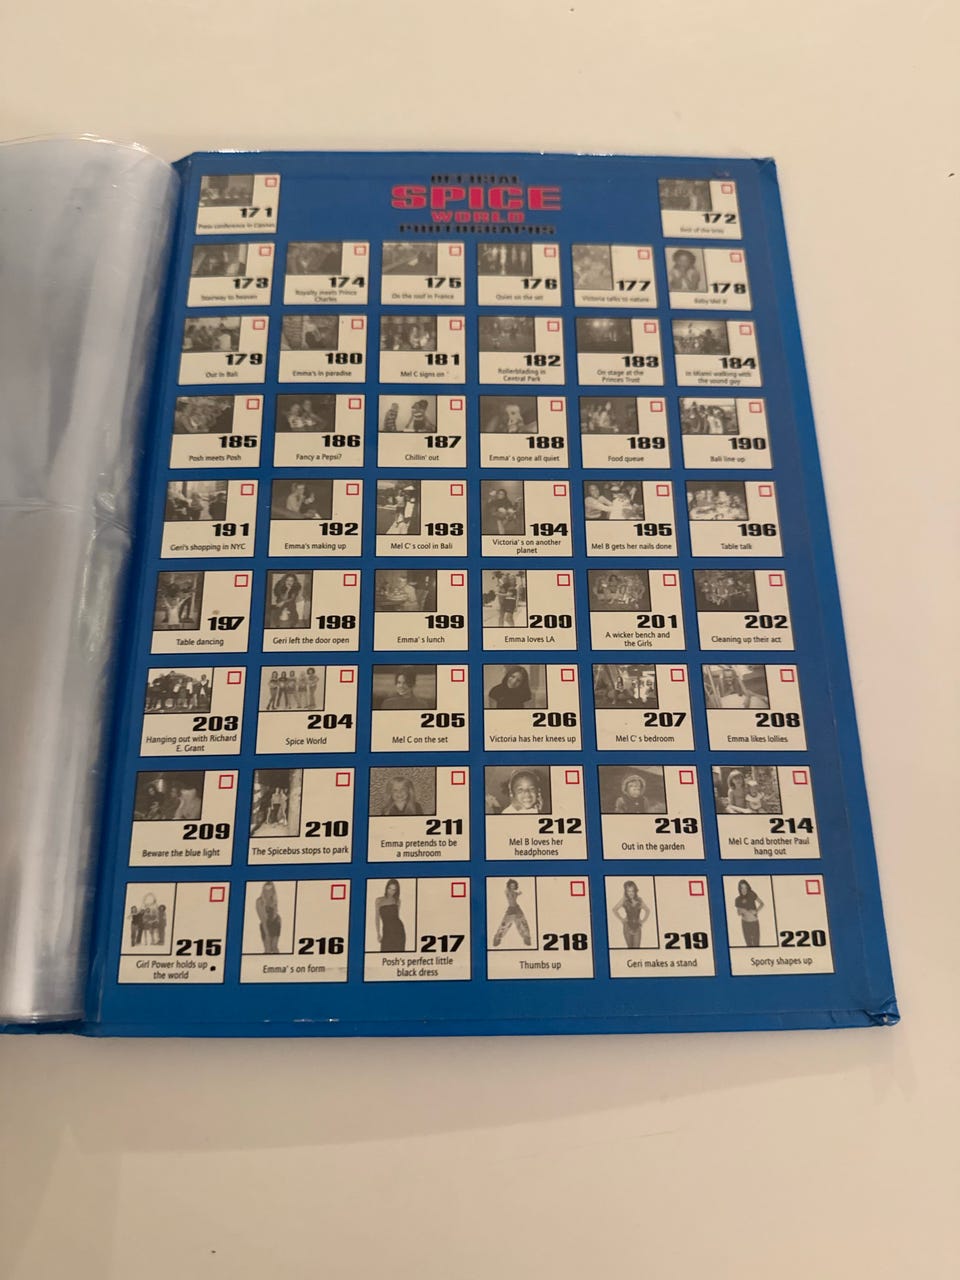 OFFICIAL
SPICE
WORLD
PHOTOGRAPHS
171
Press conference in Cannes
172
173
Stairway to heaven
174
Royalty meets Prince
Charles
175
On the roof in France
176
Quiet on the set
177
Victoria talks to nature
178
Baby Mel B
179
Out in Bali
180
Emma's in paradise
181
Mel C signs on
182
Rollerblading in
Central Park
183
On stage at the
Princes Trust
184
In Miami walking with
the sound guy
185
Posh meets Posh
186
Fancy a Pepsi?
187
Chillin' out
188
Emma's gone all quiet
189
Food queue
190
Bali line up
191
Geri's shopping in NYC
192
Emma's making up
193
Mel C's cool in Bali
194
Victoria's on another
planet
195
Mel B gets her nails done
196
Table talk
197
Table dancing
198
Geri left the door open
199
Emma's lunch
200
Emma loves LA
201
A wicker bench and
the Girls
202
Cleaning up their act
203
Hanging out with Richard
E. Grant
204
Spice World
205
Mel C on the set
206
Victoria has her knees up
207
Mel C's bedroom
208
Emma likes lollies
209
Beware the blue light
210
The Spicebus stops to park
211
Emma pretends to be
a mushroom
212
Mel B loves her
headphones
213
Out in the garden
214
Mel C and brother Paul
hang out
215
Girl Power holds up
the world
216
Emma's on form
217
Posh's perfect little
black dress
218
Thumbs up
219
Geri makes a stand
220
Sporty shapes up